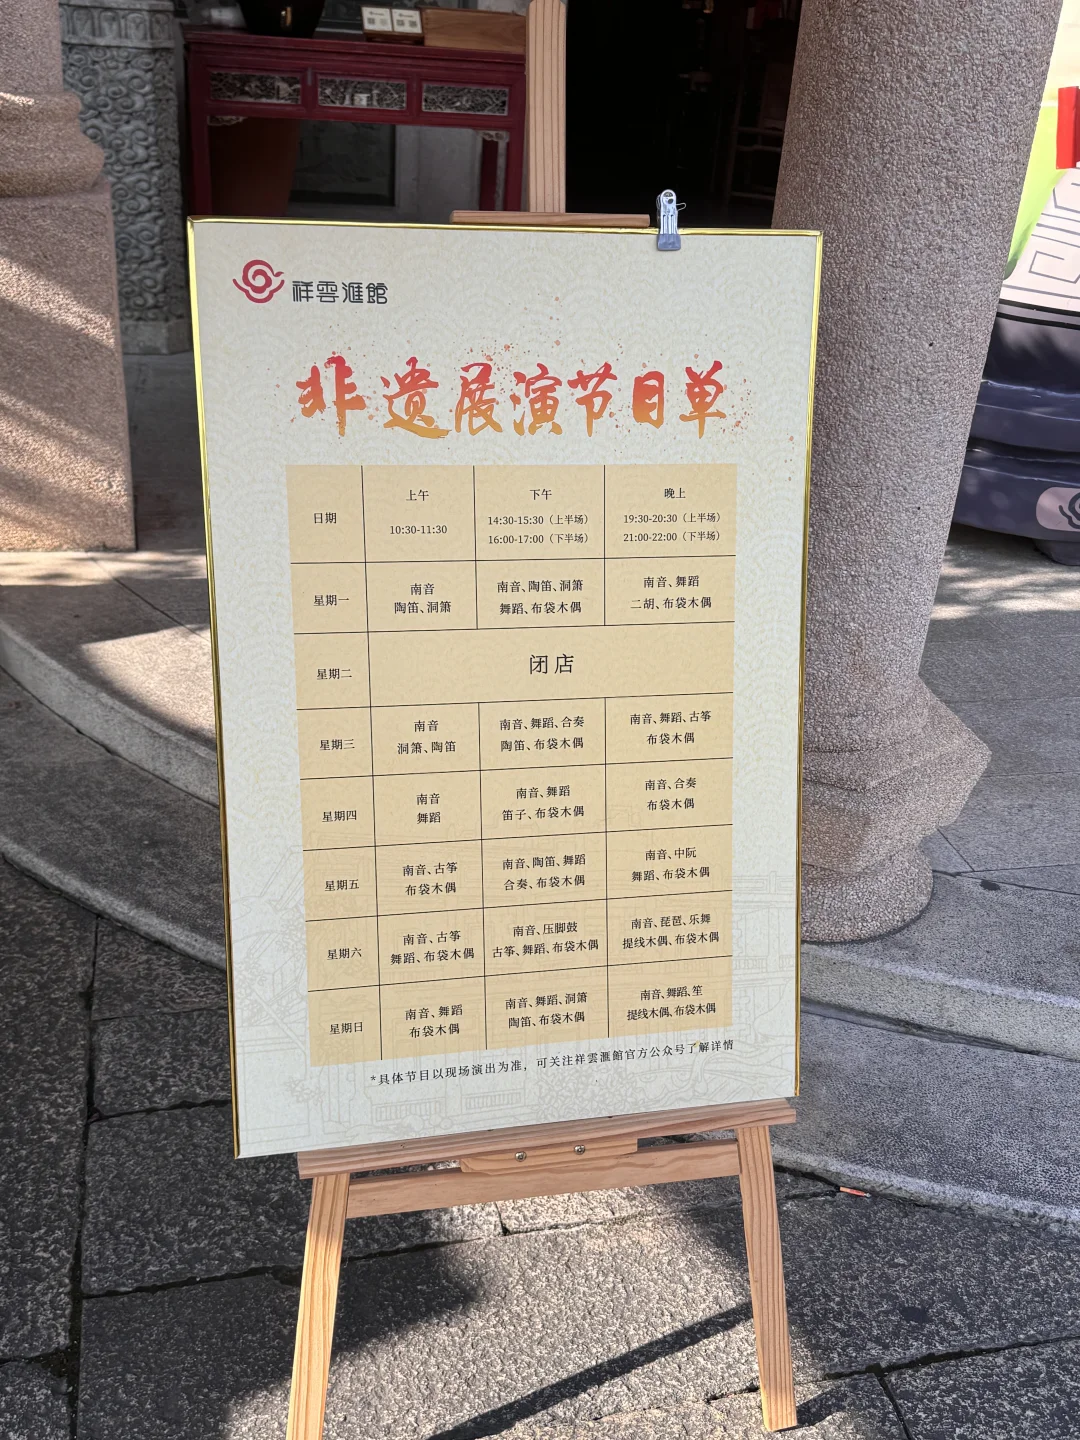 祥雲滙館
非遗展演节目单
日期
上午
10:30-11:30
下午
14:30-15:30（上半场）
16:00-17:00（下半场）
晚上
19:30-20:30（上半场）
21:00-22:00（下半场）
星期一
南音
陶笛、洞箫
南音、陶笛、洞箫
舞蹈、布袋木偶
南音、舞蹈
二胡、布袋木偶
星期二
闭店
星期三
南音
洞箫、陶笛
南音、舞蹈、合奏
陶笛、布袋木偶
南音、舞蹈、古筝
布袋木偶
星期四
南音
舞蹈
南音、舞蹈
笛子、布袋木偶
南音、合奏
布袋木偶
星期五
南音、古筝
布袋木偶
南音、陶笛、舞蹈
合奏、布袋木偶
南音、中阮
舞蹈、布袋木偶
星期六
南音、古筝
舞蹈、布袋木偶
南音、压脚鼓
古筝、舞蹈、布袋木偶
南音、琵琶、乐舞
提线木偶、布袋木偶
星期日
南音、舞蹈
布袋木偶
南音、舞蹈、洞箫
陶笛、布袋木偶
南音、舞蹈、笙
提线木偶、布袋木偶
*具体节目以现场演出为准，可关注祥雲滙館官方公众号了解详情